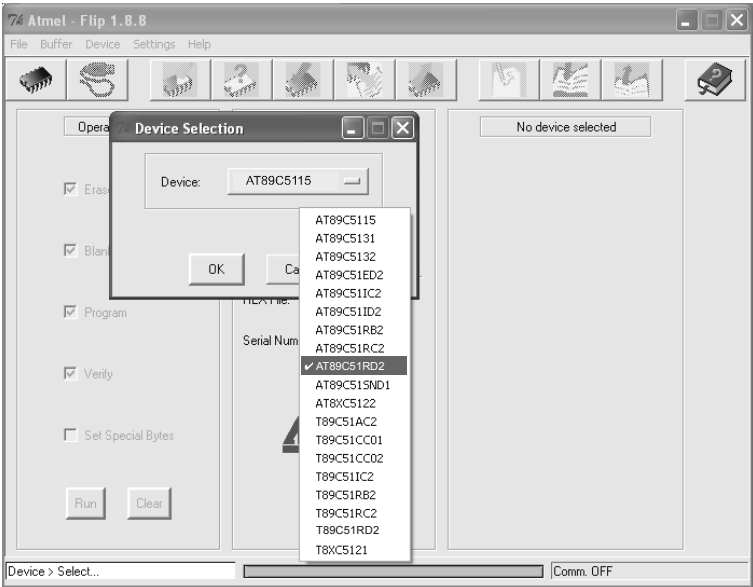 Atmel - Flip 1.8.8
File Buffer Device Settings Help
Device Selection
No device selected
Device: AT89C5115
AT89C5115
AT89C5131
AT89C5132
AT89C51ED2
AT89C51IC2
AT89C51ID2
AT89C51RB2
AT89C51RC2
✔ AT89C51RD2
AT89C51SND1
AT8XC5122
T89C51AC2
T89C51CC01
T89C51CC02
T89C51IC2
T89C51RB2
T89C51RC2
T89C51RD2
T8XC5121
OK
Program
Verify
Set Special Bytes
Run Clear
Serial Num
Device > Select...
Comm. OFF